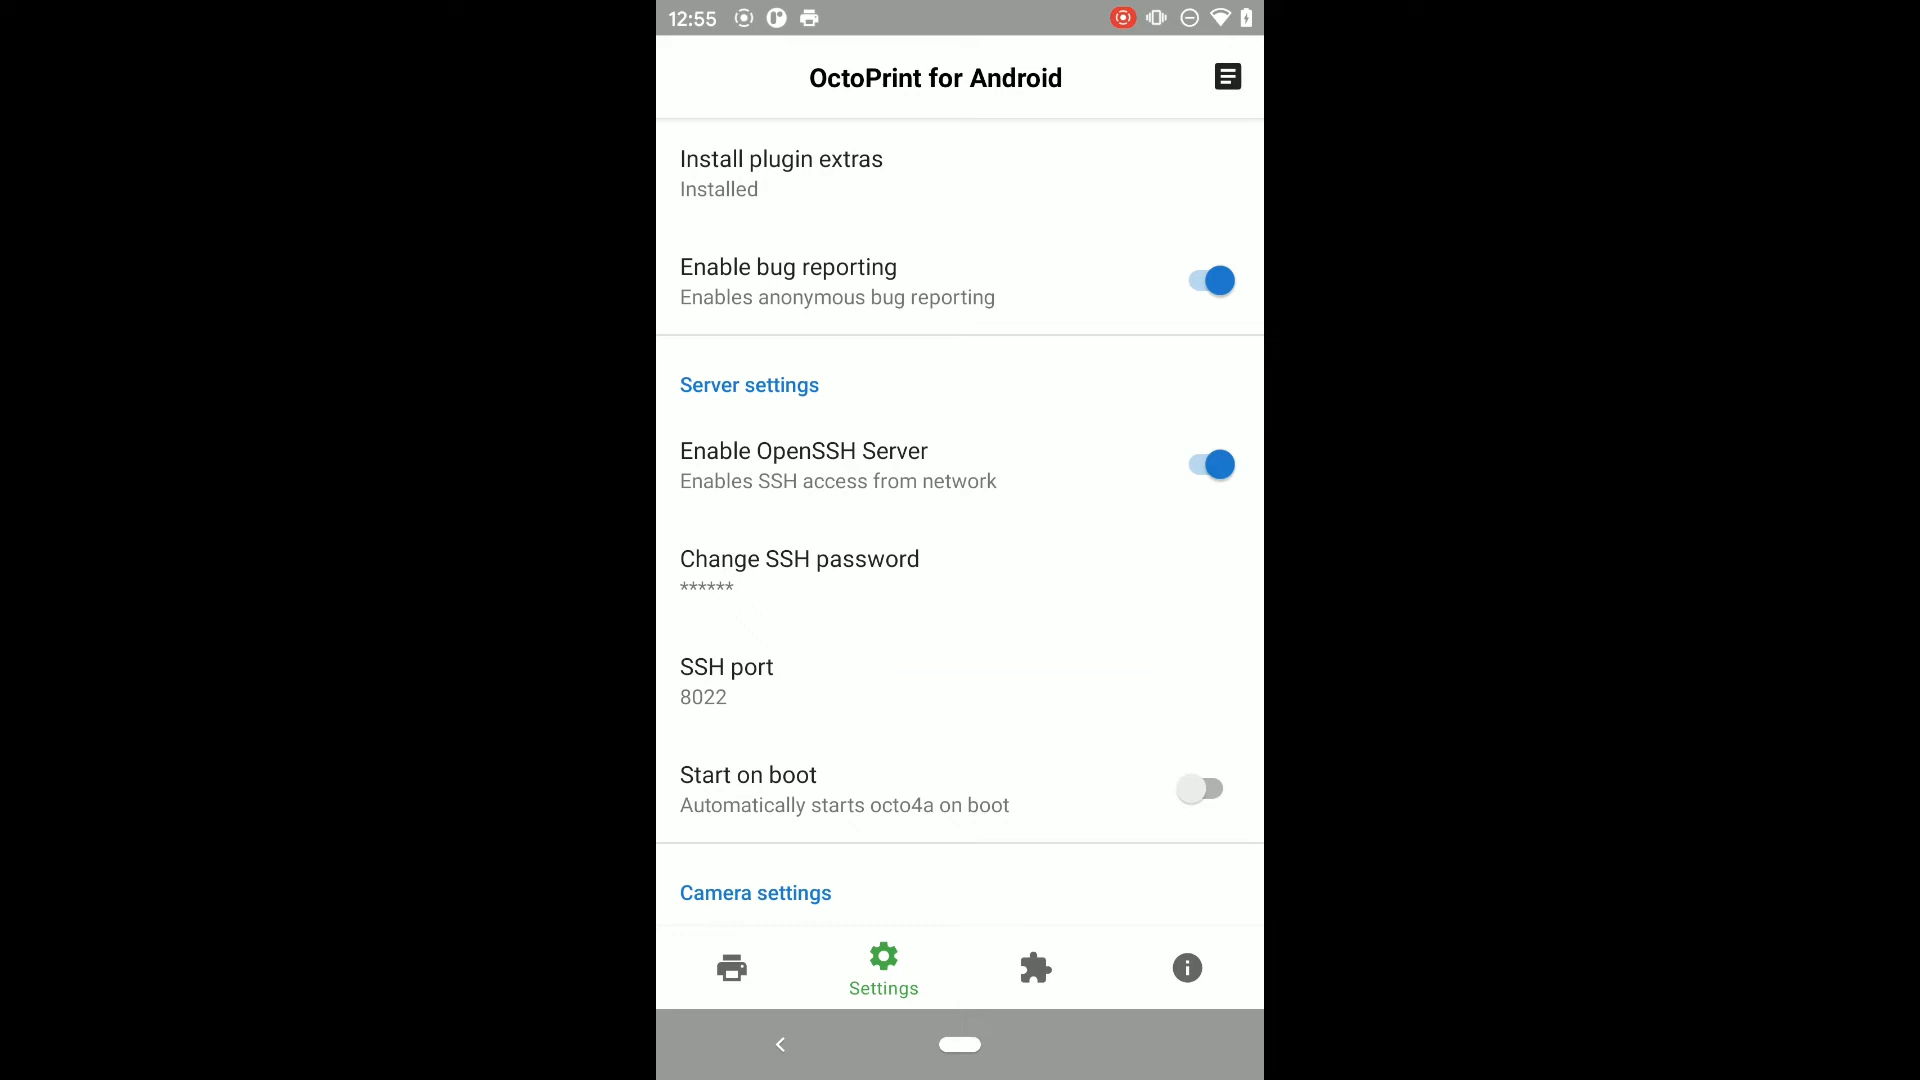 12:55
OctoPrint for Android
Install plugin extras
Installed
Enable bug reporting
Enables anonymous bug reporting
Server settings
Enable OpenSSH Server
Enables SSH access from network
Change SSH password
******
SSH port
8022
Start on boot
Automatically starts octo4a on boot
Camera settings
Settings